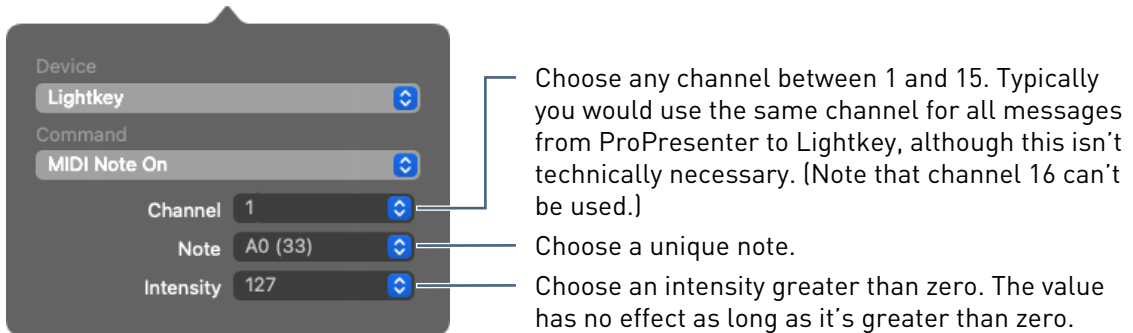 Device
Lightkey
Command
MIDI Note On
Channel 1
Note A0 (33)
Intensity 127
Choose any channel between 1 and 15. Typically
you would use the same channel for all messages
from ProPresenter to Lightkey, although this isn’t
technically necessary. (Note that channel 16 can’t
be used.)
Choose a unique note.
Choose an intensity greater than zero. The value
has no effect as long as it’s greater than zero.